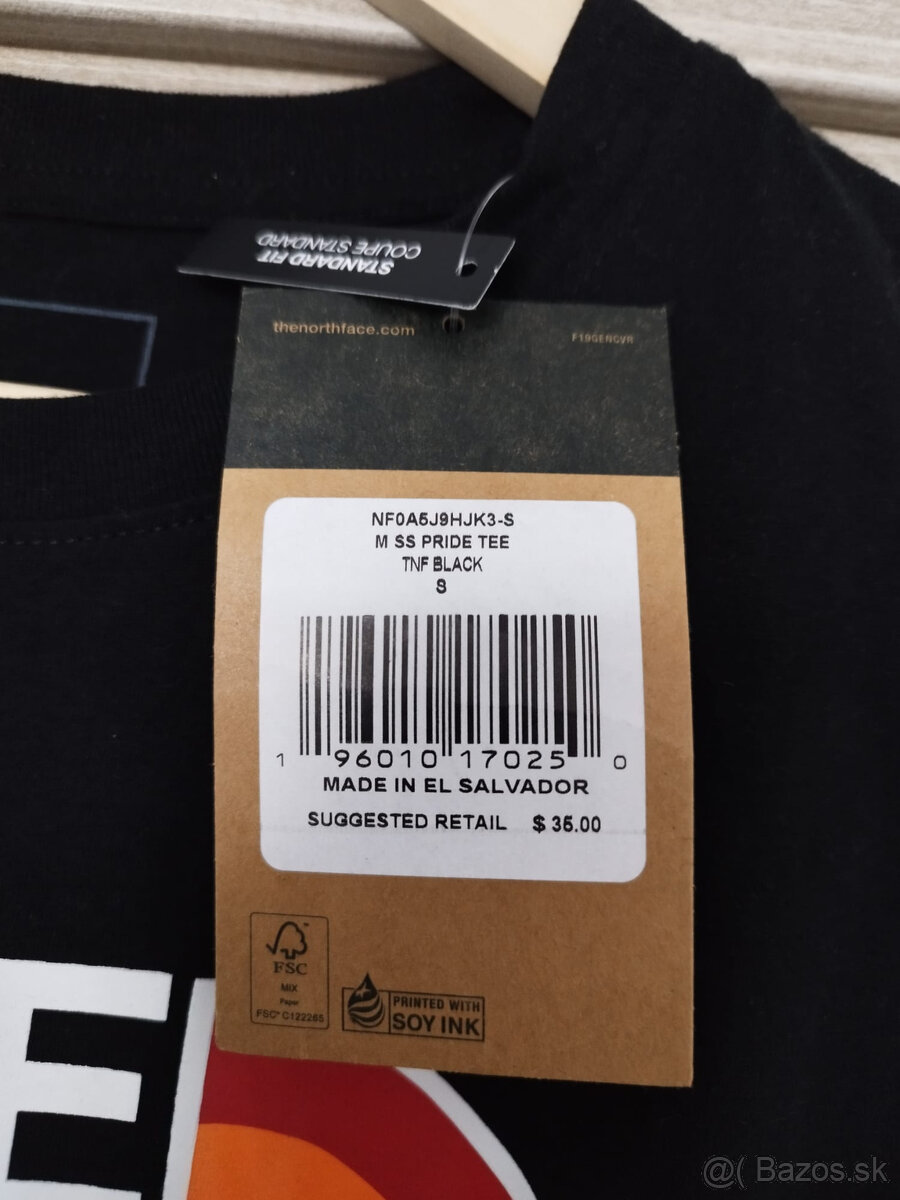 STANDARD FIT
COUPE STANDARD
thenorthface.com
F19GENCVR
NF0A5J9HJK3-S
M SS PRIDE TEE
TNF BLACK
S
1 96010 17025 0
MADE IN EL SALVADOR
SUGGESTED RETAIL $ 35.00
FSC
MIX
Paper
FSC® C122265
PRINTED WITH
SOY INK
E
@( Bazos.sk